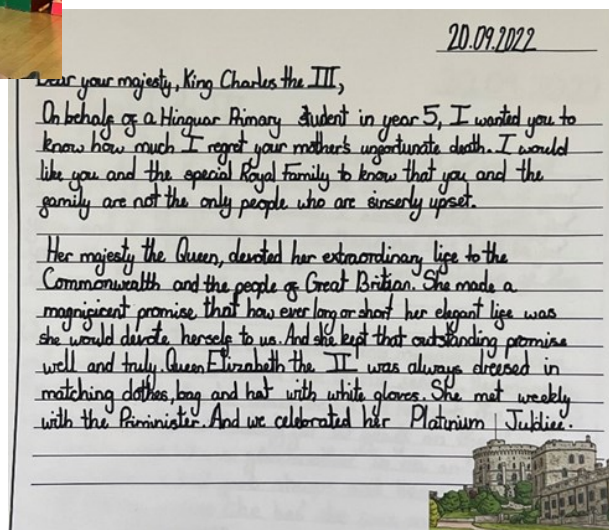 20.09.2022
Dear your majesty, King Charles the III,
On behalf of a Hinguar Primary student in year 5, I wanted you to
know how much I regret your mother's unfortunate death. I would
like you and the special Royal Family to know that you and the
family are not the only people who are sinserly upset.
Her majesty the Queen, devoted her extraordinary life to the
Commonwealth and the people of Great Britian. She made a
magnificent promise that how ever long or short her elegant life was
she would devote herself to us. And she kept that outstanding promise
well and truly. Queen Elizabeth the II was always dreesed in
matching clothes, bag and hat with white gloves. She met weekly
with the Priminister. And we celebrated her Platunium Jubliee.